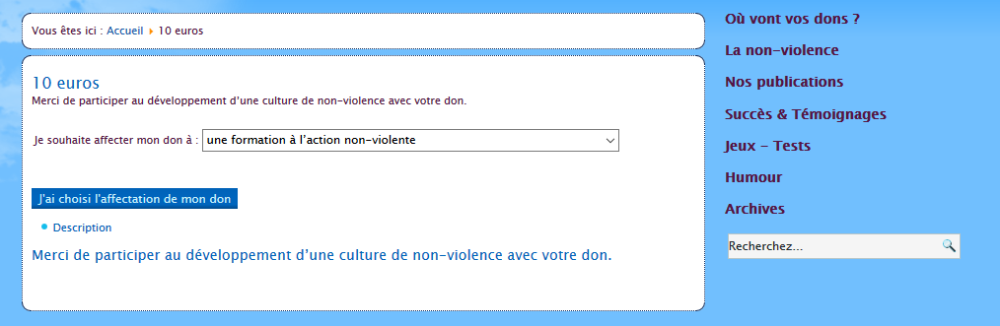 Vous êtes ici : Accueil 10 euros
10 euros
Merci de participer au développement d'une culture de non-violence avec votre don.
Je souhaite affecter mon don à : une formation à l'action non-violente
J'ai choisi l'affectation de mon don
Description
Merci de participer au développement d'une culture de non-violence avec votre don.
Où vont vos dons ?
La non-violence
Nos publications
Succès & Témoignages
Jeux - Tests
Humour
Archives
Recherchez...